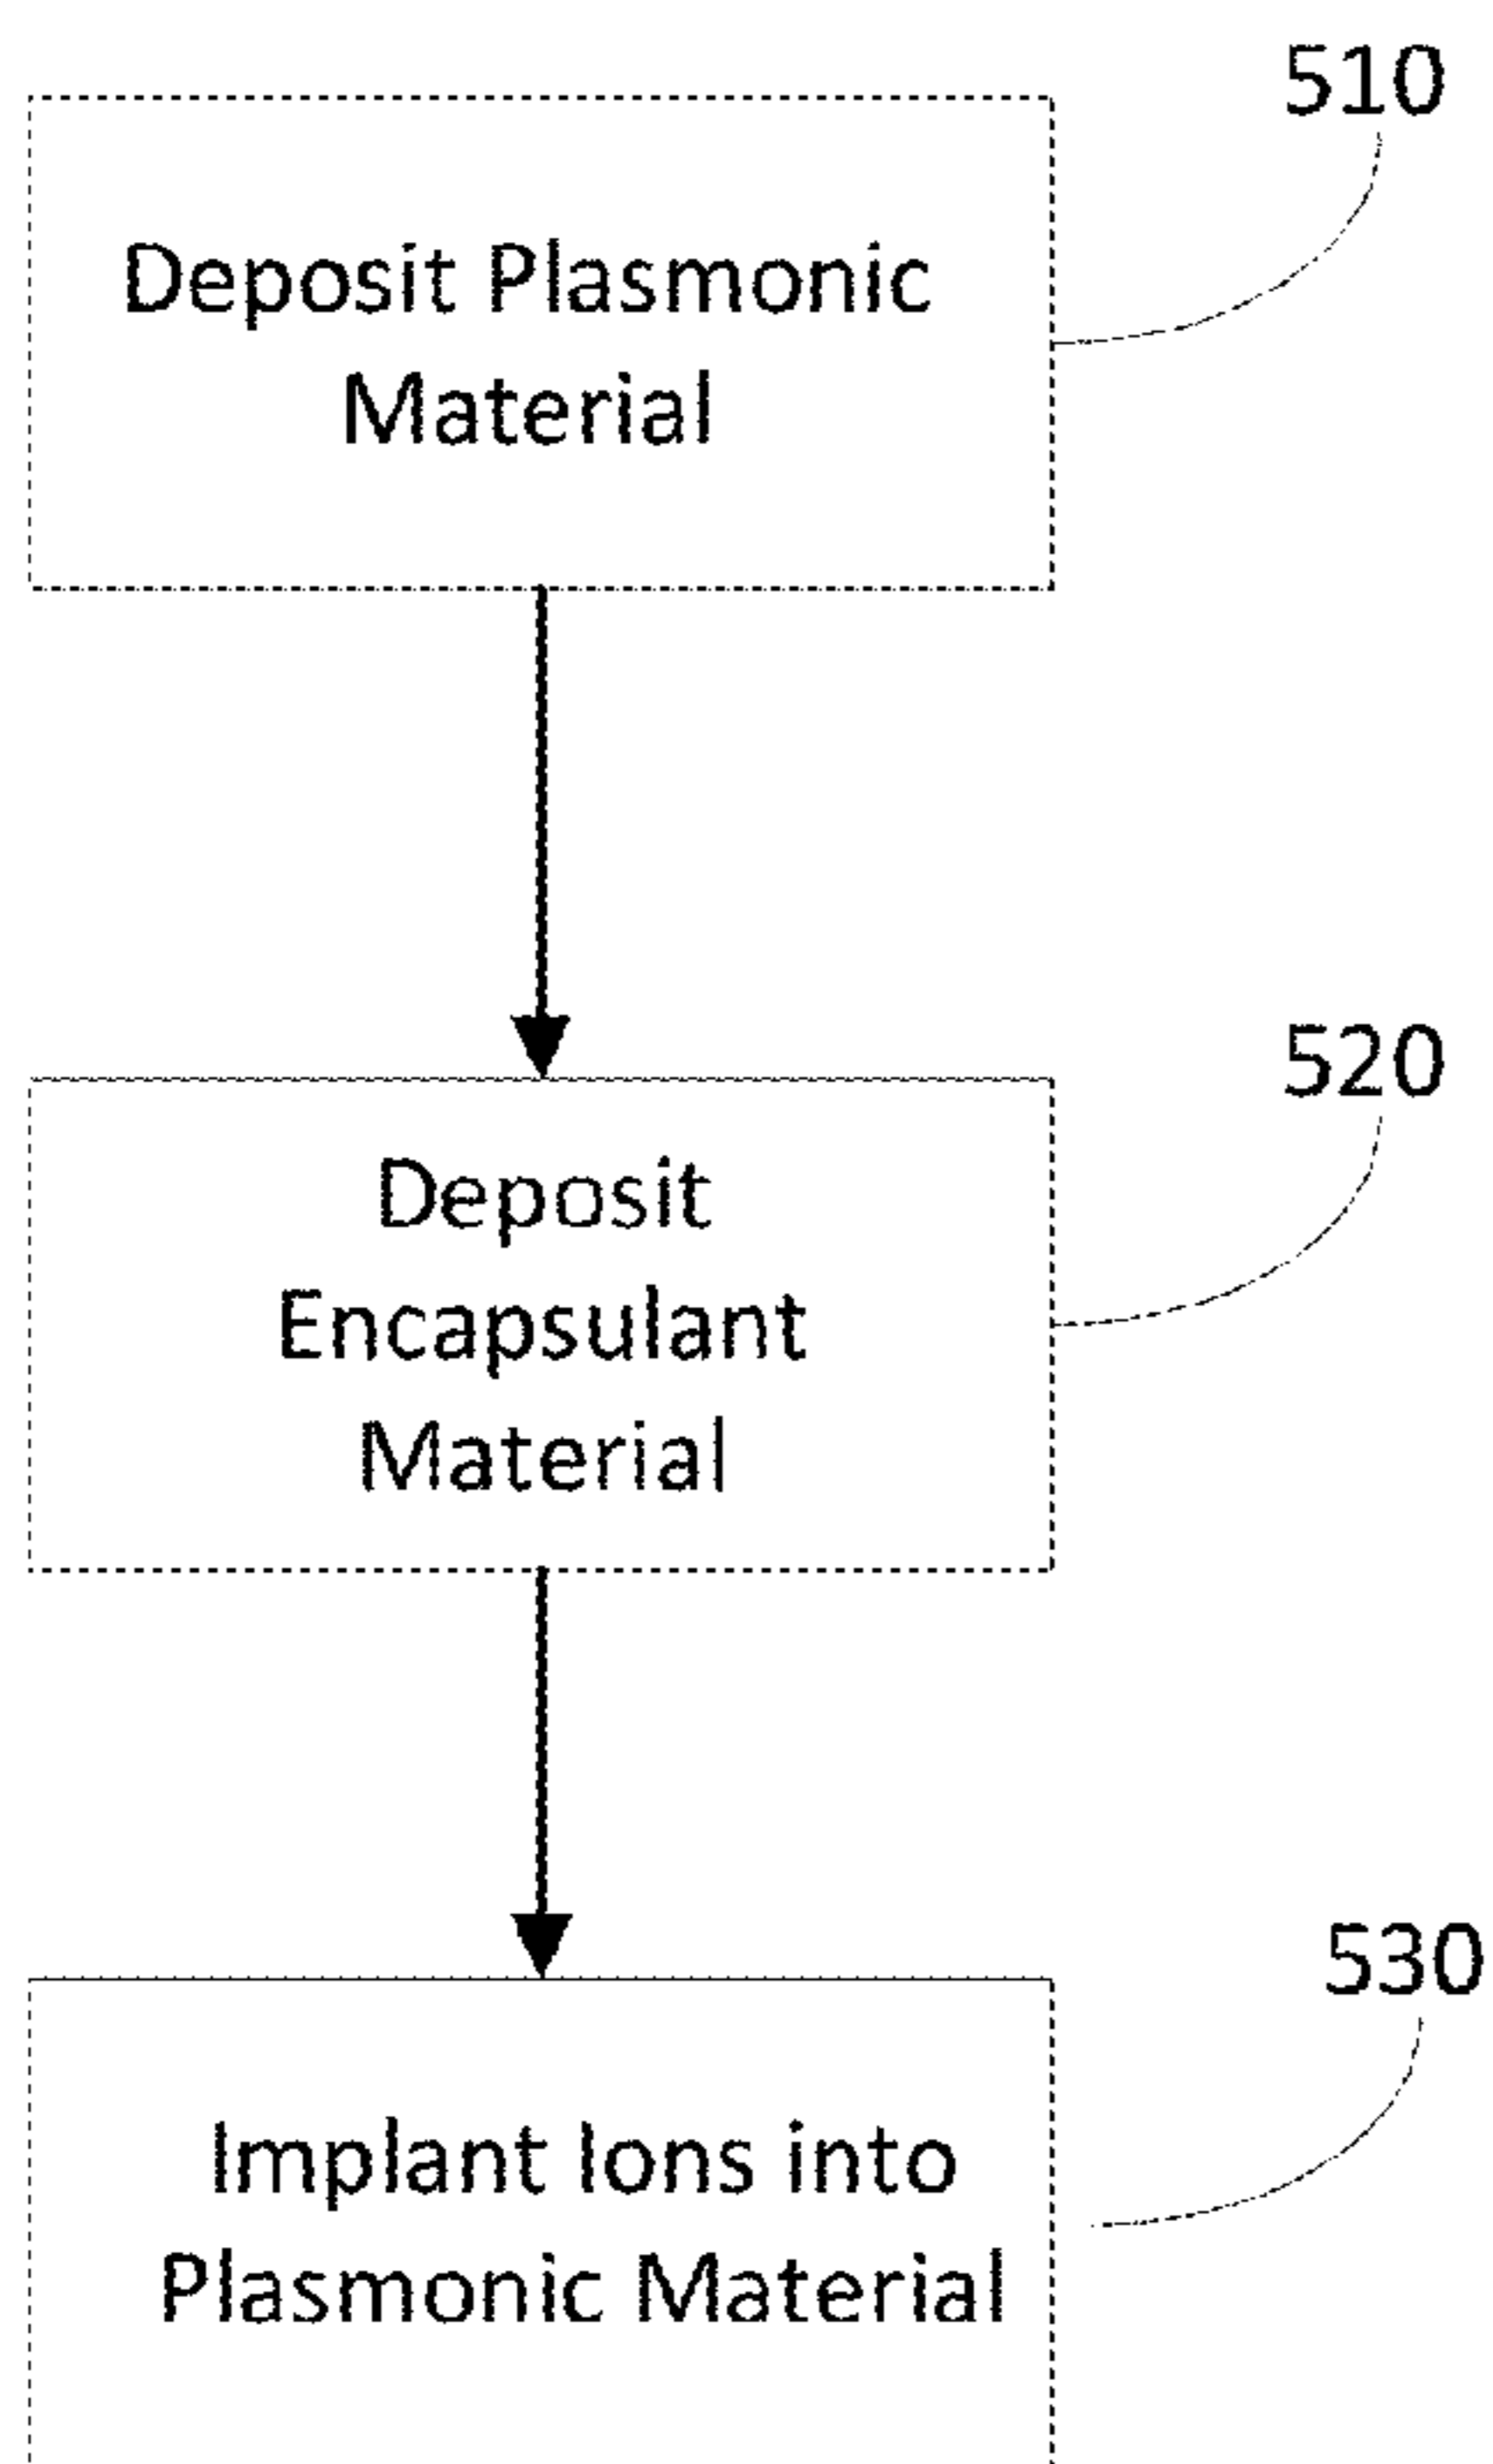 510
Deposit Plasmonic
Material
520
Deposit
Encapsulant
Material
530
Implant Ions into
Plasmonic Material